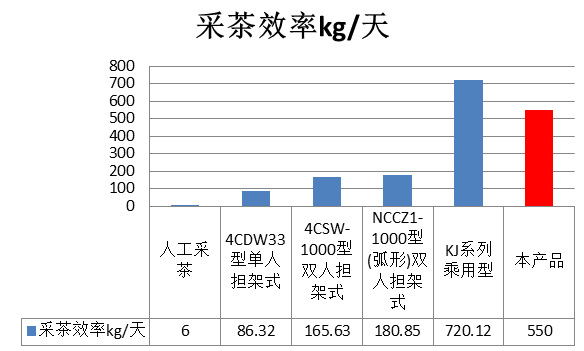 采茶效率kg/天
800
700
600
500
400
300
200
100
0
人工采
茶
4CDW33
型单人
担架式
4CSW-
1000型
双人担
架式
NCCZ1-
1000型
(弧形)双
人担架
式
KJ系列
乘用型
本产品
采茶效率kg/天 6 86.32 165.63 180.85 720.12 550